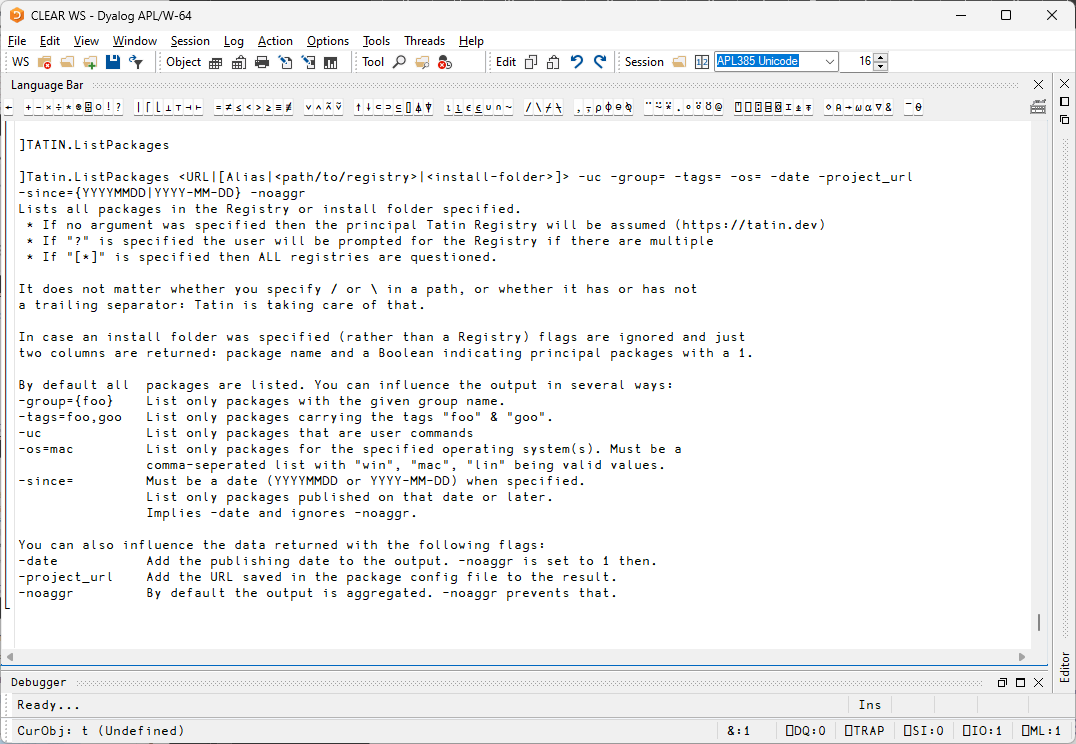 CLEAR WS - Dyalog APL/W-64
File Edit View Window Session Log Action Options Tools Threads Help
WS Object Tool Edit Session APL385 Unicode 16
Language Bar
]TATIN.ListPackages
]Tatin.ListPackages <URL|[Alias|<path/to/registry>|<install-folder>]> -uc -group= -tags= -os= -date -project_url
-since={YYYYMMDD|YYYY-MM-DD} -noaggr
Lists all packages in the Registry or install folder specified.
* If no argument was specified then the principal Tatin Registry will be assumed (https://tatin.dev)
* If "?" is specified the user will be prompted for the Registry if there are multiple
* If "[*]" is specified then ALL registries are questioned.
It does not matter whether you specify / or \ in a path, or whether it has or has not
a trailing separator: Tatin is taking care of that.
In case an install folder was specified (rather than a Registry) flags are ignored and just
two columns are returned: package name and a Boolean indicating principal packages with a 1.
By default all  packages are listed. You can influence the output in several ways:
-group={foo}    List only packages with the given group name.
-tags=foo,goo   List only packages carrying the tags "foo" & "goo".
-uc             List only packages that are user commands
-os=mac         List only packages for the specified operating system(s). Must be a
comma-seperated list with "win", "mac", "lin" being valid values.
-since=         Must be a date (YYYYMMDD or YYYY-MM-DD) when specified.
List only packages published on that date or later.
Implies -date and ignores -noaggr.
You can also influence the data returned with the following flags:
-date           Add the publishing date to the output. -noaggr is set to 1 then.
-project_url    Add the URL saved in the package config file to the result.
-noaggr         By default the output is aggregated. -noaggr prevents that.
Editor
Debugger
Ready... Ins
CurObj: t (Undefined) &:1 ⎕DQ:0 ⎕TRAP ⎕SI:0 ⎕IO:1 ⎕ML:1